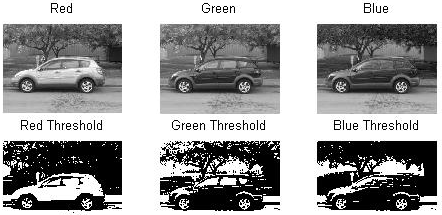 Red
Green
Blue
Red Threshold
Green Threshold
Blue Threshold